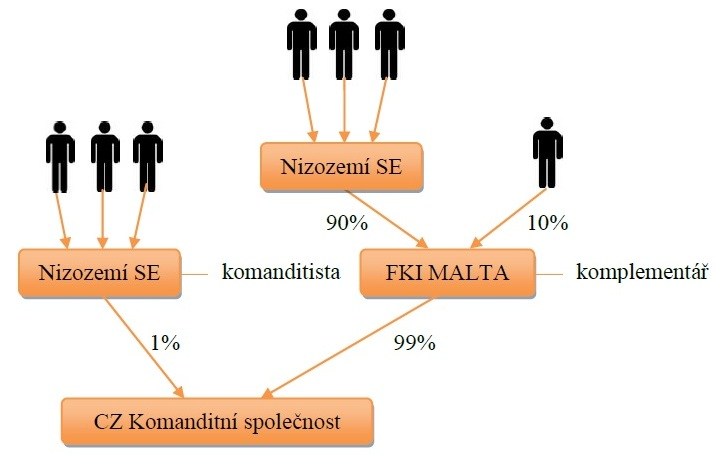 Nizozemí SE
90%
10%
Nizozemí SE
komanditista
FKI MALTA
komplementář
1%
99%
CZ Komanditní společnost